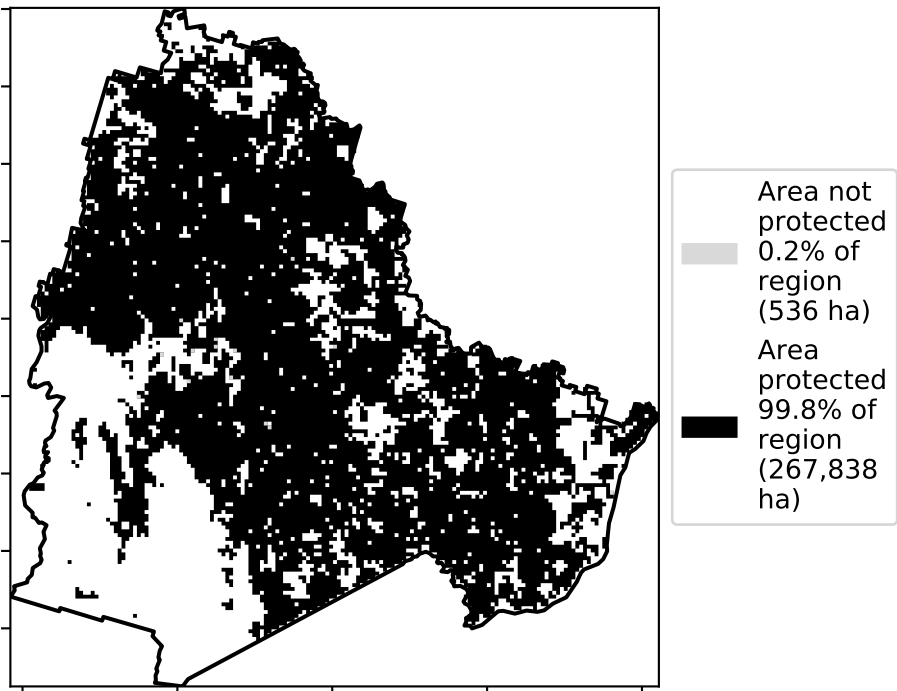 Area not
protected
0.2% of
region
(536 ha)
Area
protected
99.8% of
region
(267,838
ha)